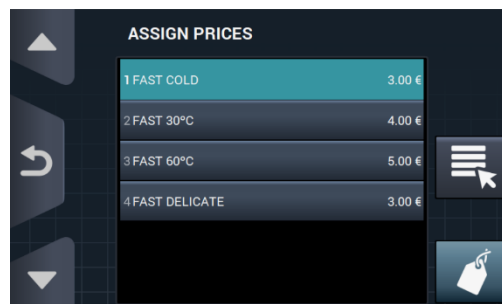 ASSIGN PRICES
1 FAST COLD 3.00 €
2 FAST 30ºC 4.00 €
3 FAST 60ºC 5.00 €
4 FAST DELICATE 3.00 €